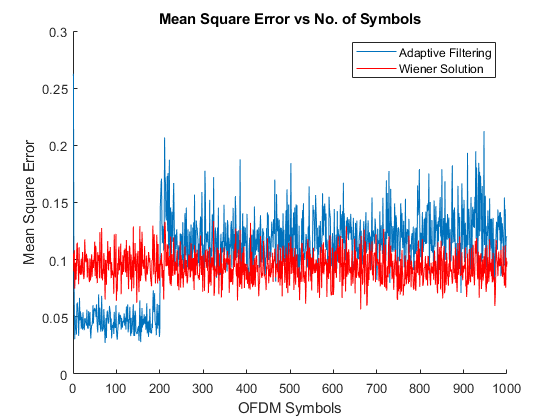 Mean Square Error vs No. of Symbols
0.3
0.25
0.2
0.15
0.1
0.05
0
Mean Square Error
Adaptive Filtering
Wiener Solution
0 100 200 300 400 500 600 700 800 900 1000
OFDM Symbols